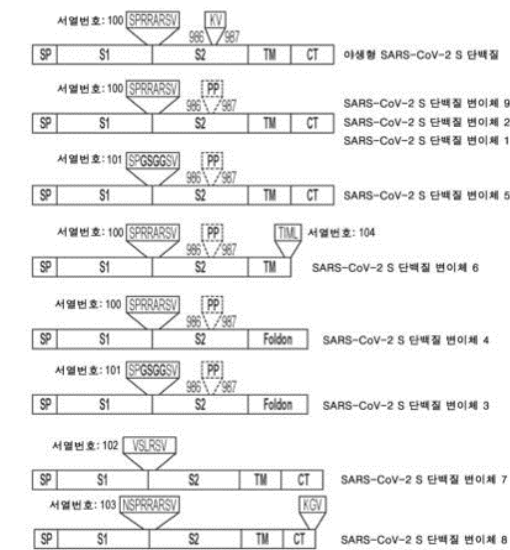 서열번호: 100 SPRRARSV KV
986 987
SP S1 S2 TM CT 야생형 SARS-CoV-2 S 단백질
서열번호: 100 SPRRARSV PP
986 987
SARS-CoV-2 S 단백질 변이체 9
SP S1 S2 TM CT SARS-CoV-2 S 단백질 변이체 2
SARS-CoV-2 S 단백질 변이체 1
서열번호: 101 SPGSGGSV PP
986 987
SP S1 S2 TM CT SARS-CoV-2 S 단백질 변이체 5
서열번호: 100 SPRRARSV PP TIML 서열번호: 104
986 987
SP S1 S2 TM SARS-CoV-2 S 단백질 변이체 6
서열번호: 100 SPRRARSV PP
986 987
SP S1 S2 Foldon SARS-CoV-2 S 단백질 변이체 4
서열번호: 101 SPGSGGSV PP
986 987
SP S1 S2 Foldon SARS-CoV-2 S 단백질 변이체 3
서열번호: 102 VSLRSV
SP S1 S2 TM CT SARS-CoV-2 S 단백질 변이체 7
서열번호: 103 NSPRRARSV KGV
SP S1 S2 TM CT SARS-CoV-2 S 단백질 변이체 8